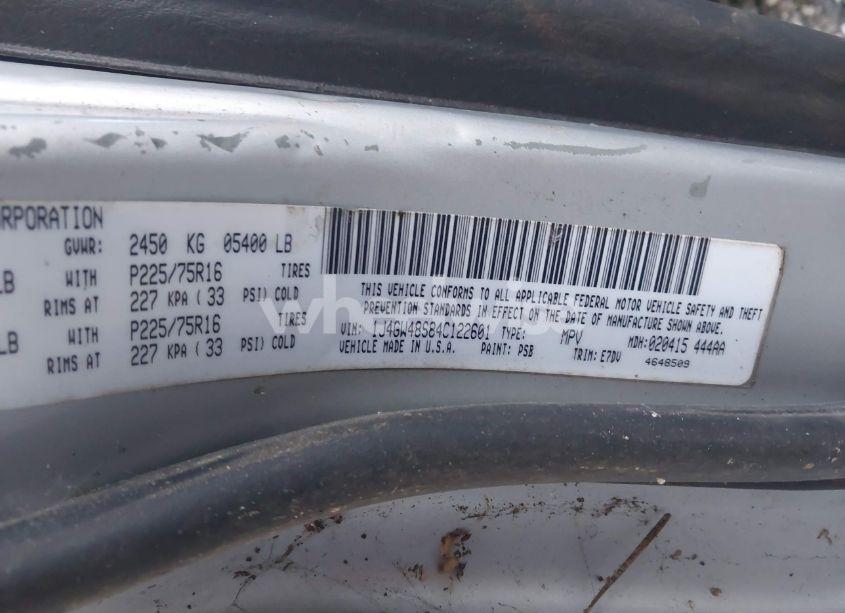 ORPORATION
GVWR: 2450 KG 05400 LB
LB WITH P225/75R16 TIRES
RIMS AT 227 KPA ( 33 PSI) COLD
LB WITH P225/75R16 TIRES
RIMS AT 227 KPA ( 33 PSI) COLD
THIS VEHICLE CONFORMS TO ALL APPLICABLE FEDERAL MOTOR VEHICLE SAFETY AND THEFT
PREVENTION STANDARDS IN EFFECT ON THE DATE OF MANUFACTURE SHOWN ABOVE.
VIN: 1J4GW48S84C122601 TYPE: MPV MDH:020415 444AA
VEHICLE MADE IN U.S.A. PAINT: PSB TRIM: E7DV 4648509